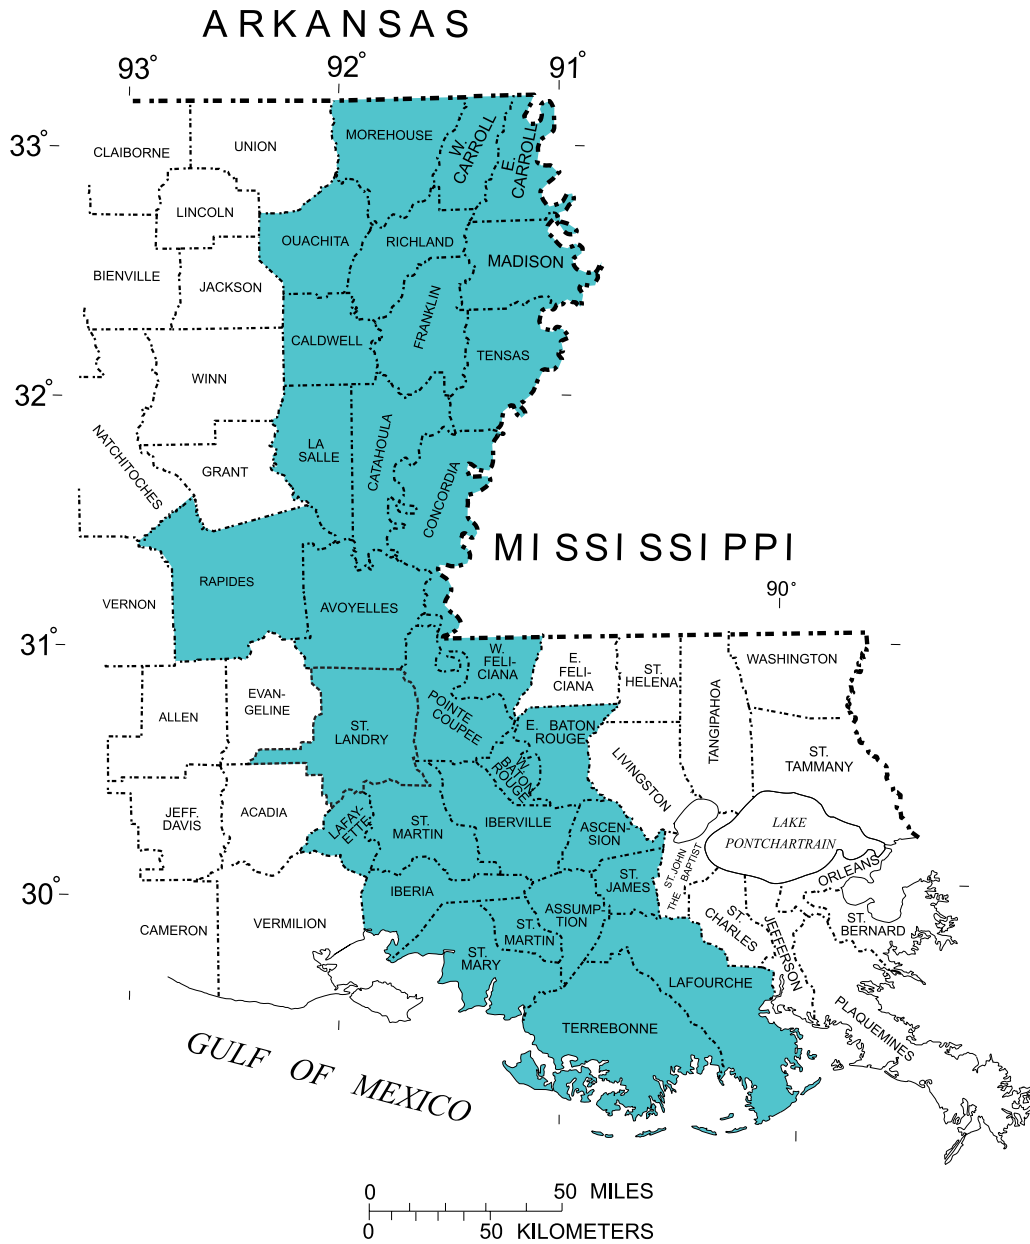 ARKANSAS
93°
92°
91°
33°
MOREHOUSE
W.
CARROLL
E.
CARROLL
CLAIBORNE
UNION
LINCOLN
OUACHITA
RICHLAND
MADISON
BIENVILLE
JACKSON
FRANKLIN
CALDWELL
TENSAS
WINN
32°
NATCHITOCHES
GRANT
LA
SALLE
CATAHOULA
CONCORDIA
MISSISSIPPI
90°
RAPIDES
VERNON
AVOYELLES
31°
W.
FELI-
CIANA
E.
FELI-
CIANA
ST.
HELENA
TANGIPAHOA
WASHINGTON
ALLEN
EVAN-
GELINE
ST.
LANDRY
POINTE
COUPEE
E. BATON
ROUGE
W.
BATON
ROUGE
LIVINGSTON
ST.
TAMMANY
JEFF.
DAVIS
ACADIA
LAFAY-
ETTE
ST.
MARTIN
IBERVILLE
ASCEN-
SION
LAKE
PONTCHARTRAIN
ST. JOHN
THE BAPTIST
ORLEANS
30°
IBERIA
ST.
JAMES
ASSUMP-
TION
CAMERON
VERMILION
ST.
MARTIN
ST.
MARY
ST.
CHARLES
JEFFERSON
ST.
BERNARD
LAFOURCHE
TERREBONNE
PLAQUEMINES
GULF OF MEXICO
0 50 MILES
0 50 KILOMETERS